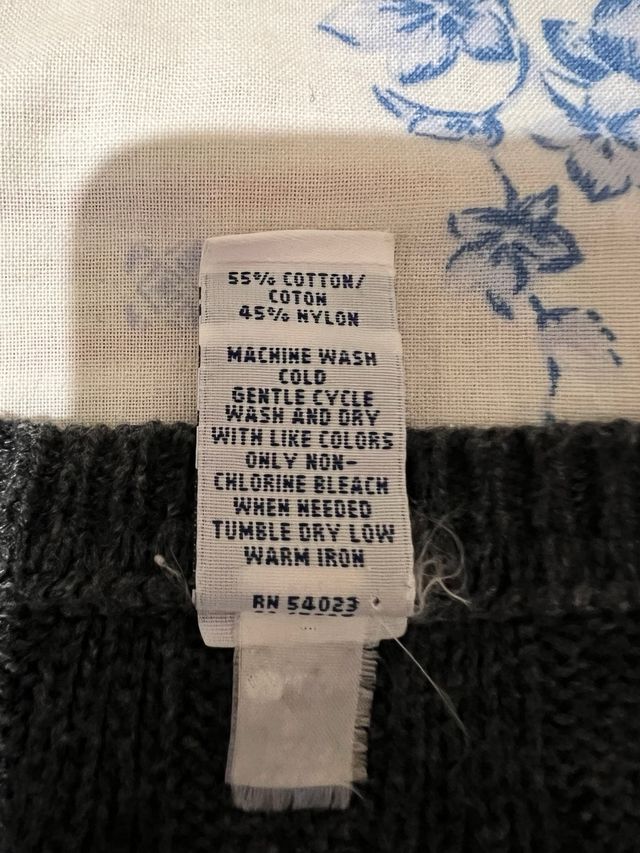 55% COTTON/
COTON
45% NYLON
MACHINE WASH
COLD
GENTLE CYCLE
WASH AND DRY
WITH LIKE COLORS
ONLY NON-
CHLORINE BLEACH
WHEN NEEDED
TUMBLE DRY LOW
WARM IRON
RN 54023